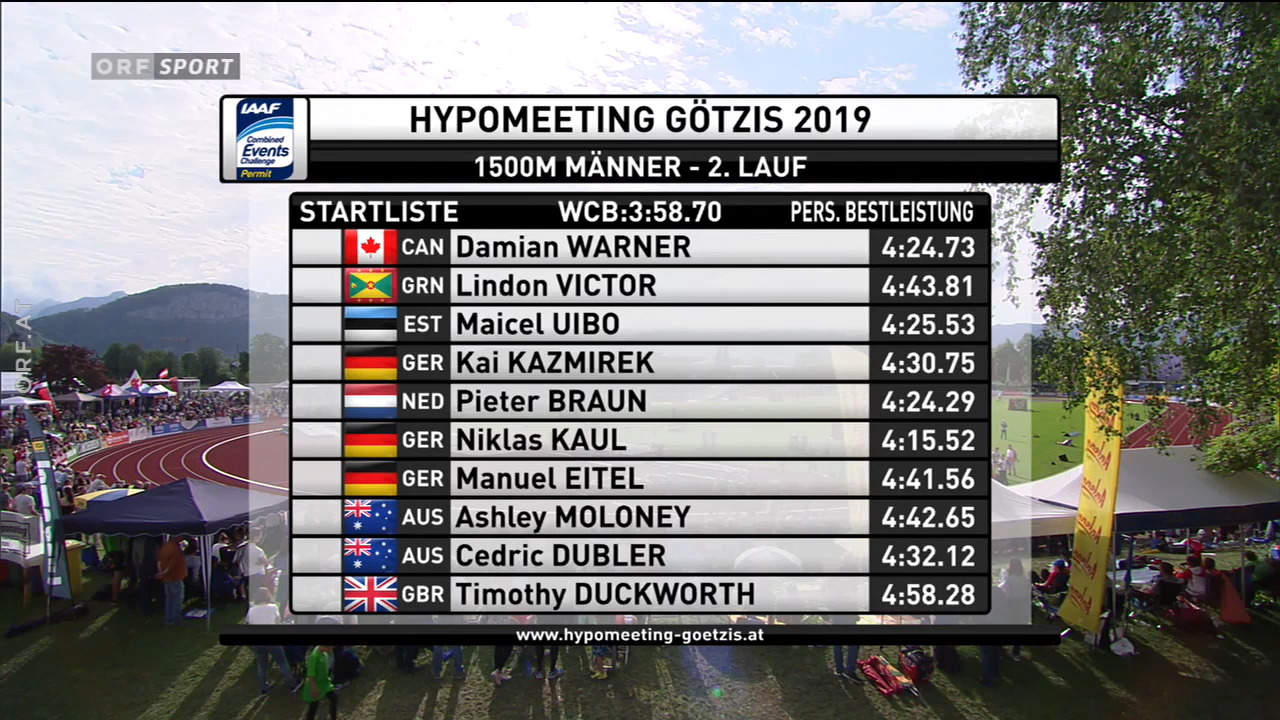 ORF SPORT
IAAF
Combined
Events
Challenge
Permit
HYPOMEETING GÖTZIS 2019
1500M MÄNNER - 2. LAUF
STARTLISTE WCB:3:58.70 PERS. BESTLEISTUNG
CAN Damian WARNER 4:24.73
GRN Lindon VICTOR 4:43.81
EST Maicel UIBO 4:25.53
GER Kai KAZMIREK 4:30.75
NED Pieter BRAUN 4:24.29
GER Niklas KAUL 4:15.52
GER Manuel EITEL 4:41.56
AUS Ashley MOLONEY 4:42.65
AUS Cedric DUBLER 4:32.12
GBR Timothy DUCKWORTH 4:58.28
www.hypomeeting-goetzis.at
ORF.AT